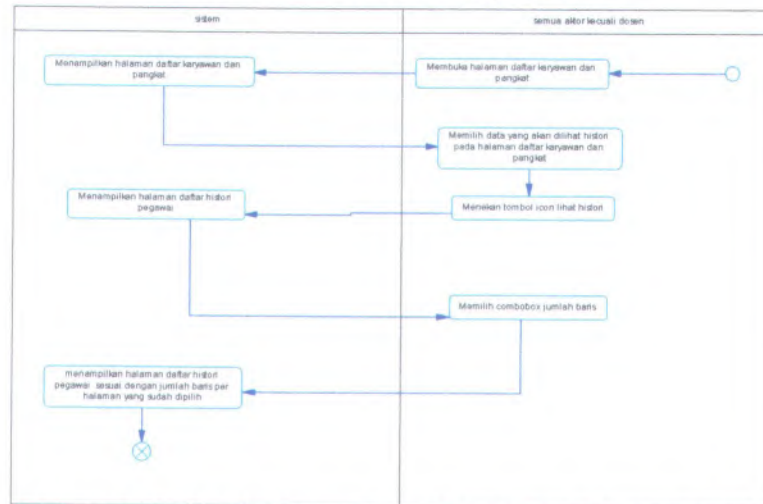 sistem
semua aktor kecuali dosen
Menampilkan halaman daftar karyawan dan
pangkat
Membuka halaman daftar karyawan dan
pangkat
Memilih data yang akan dilihat histori
pada halaman daftar karyawan dan
pangkat
Menampilkan halaman daftar histori
pegawai
Menekan tombol icon lihat histori
Memilih combobox jumlah baris
menampilkan halaman daftar histori
pegawai sesuai dengan jumlah baris per
halaman yang sudah dipilih